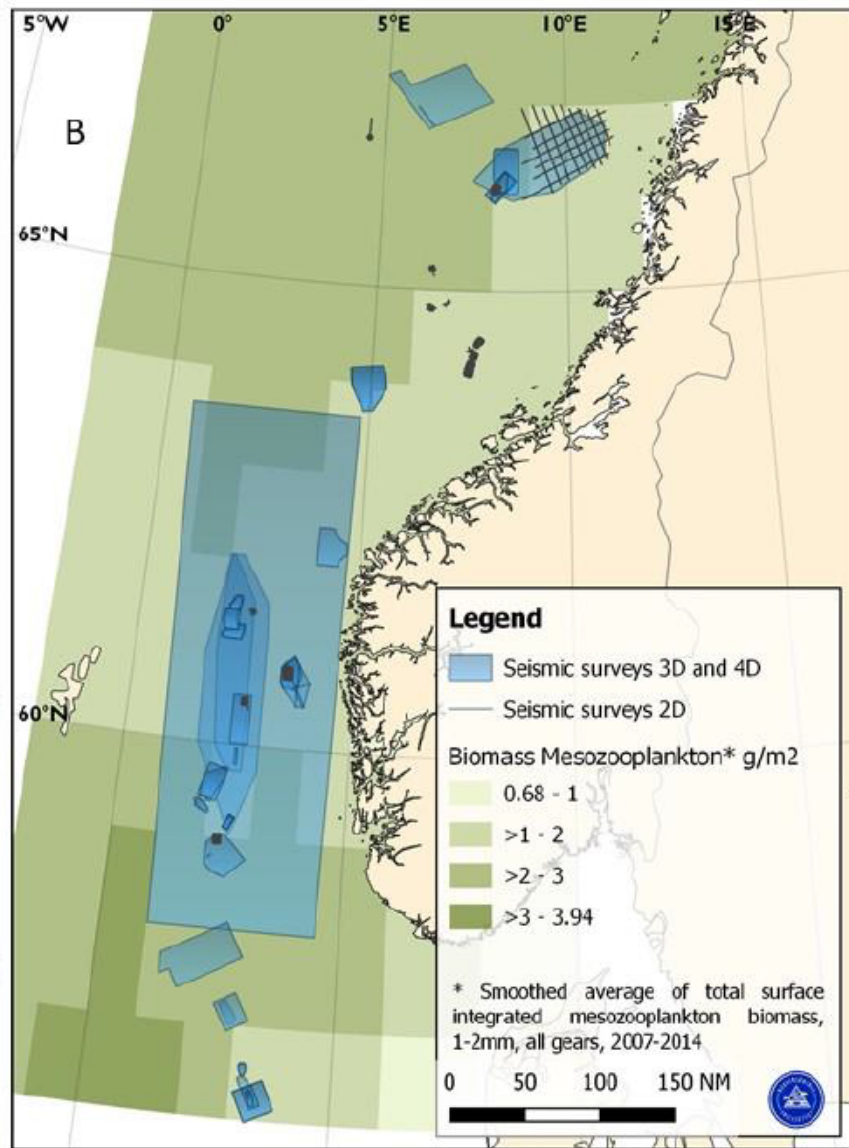 5°W 0° 5°E 10°E 15°E
B
65°N
60°N
Legend
Seismic surveys 3D and 4D
Seismic surveys 2D
Biomass Mesozooplankton* g/m2
0.68 - 1
>1 - 2
>2 - 3
>3 - 3.94
* Smoothed average of total surface
integrated mesozooplankton biomass,
1-2mm, all gears, 2007-2014
0 50 100 150 NM